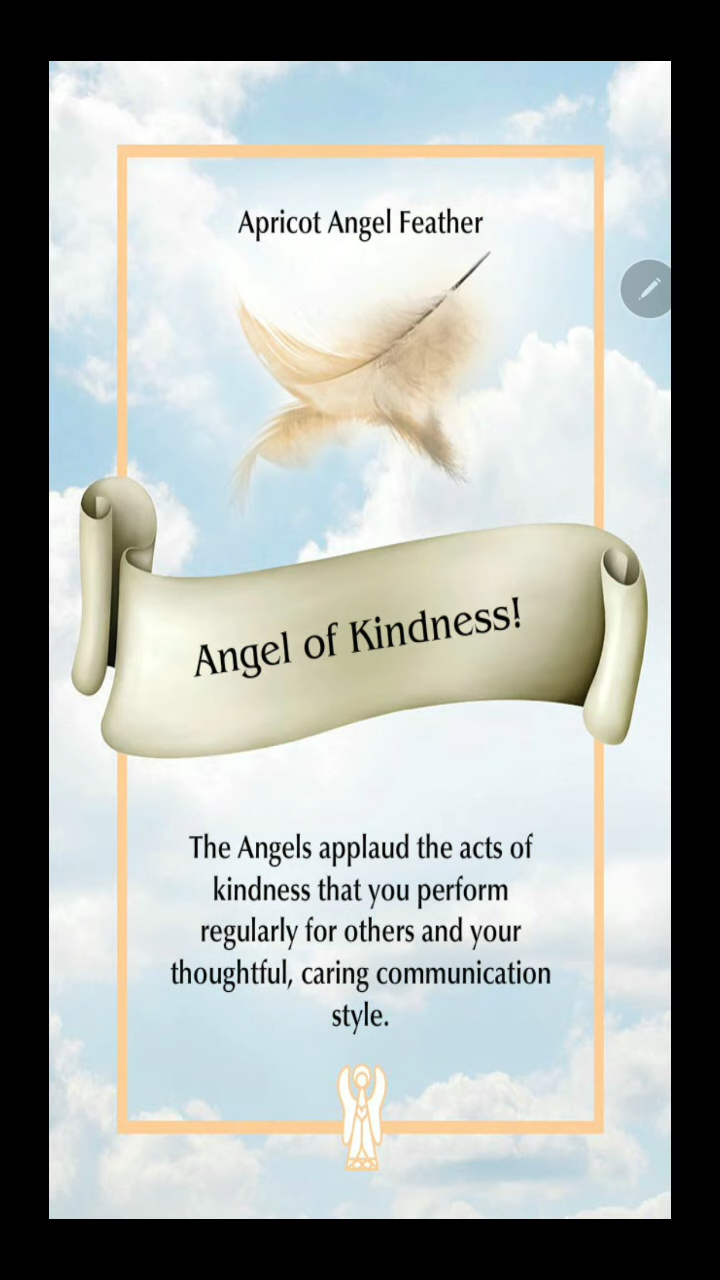 Apricot Angel Feather
Angel of Kindness!
The Angels applaud the acts of
kindness that you perform
regularly for others and your
thoughtful, caring communication
style.